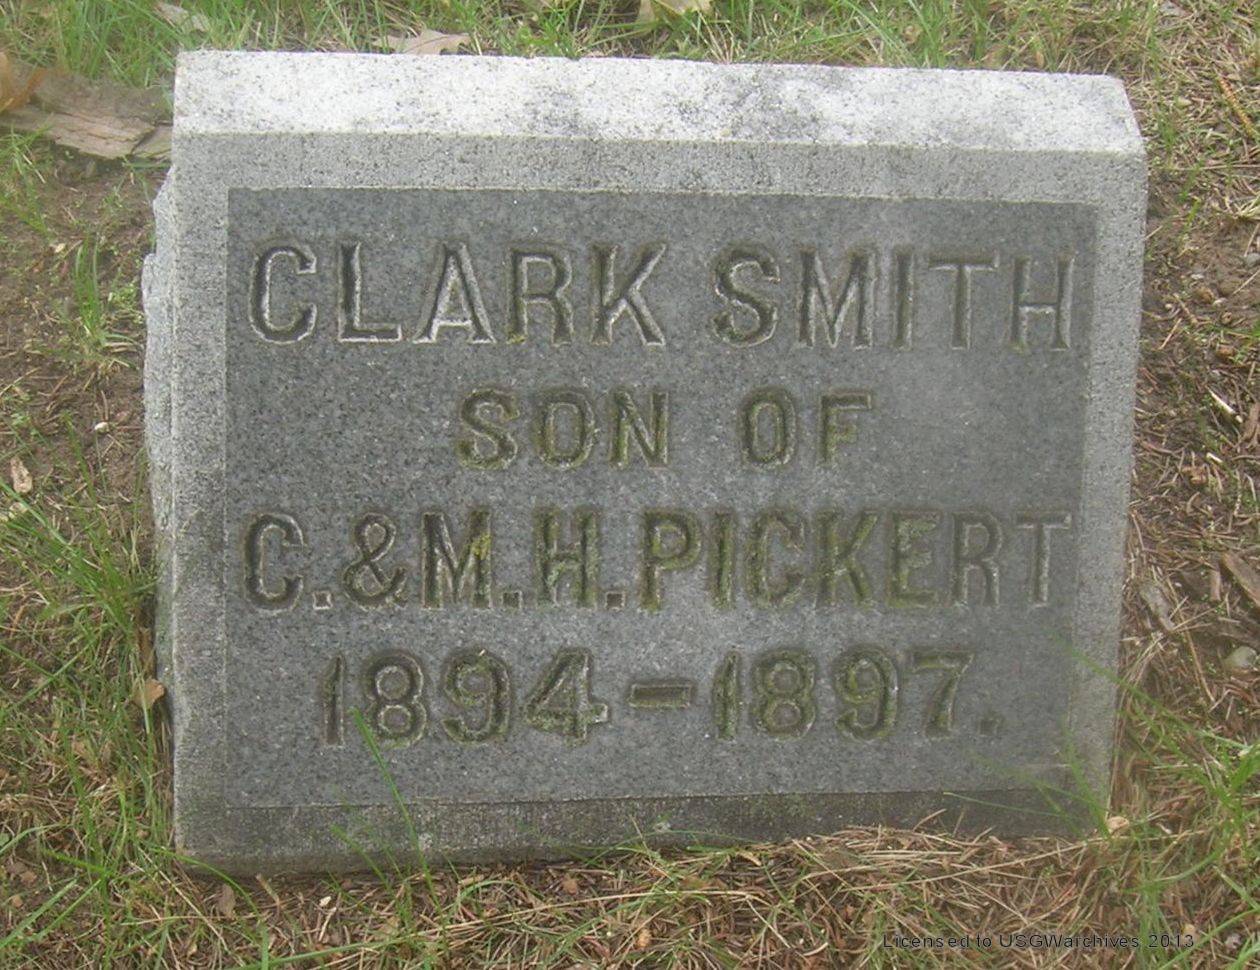 CLARK SMITH
SON OF
C. & M. H. PICKERT
1894 – 1897.
Licensed to USGWarchives 2013